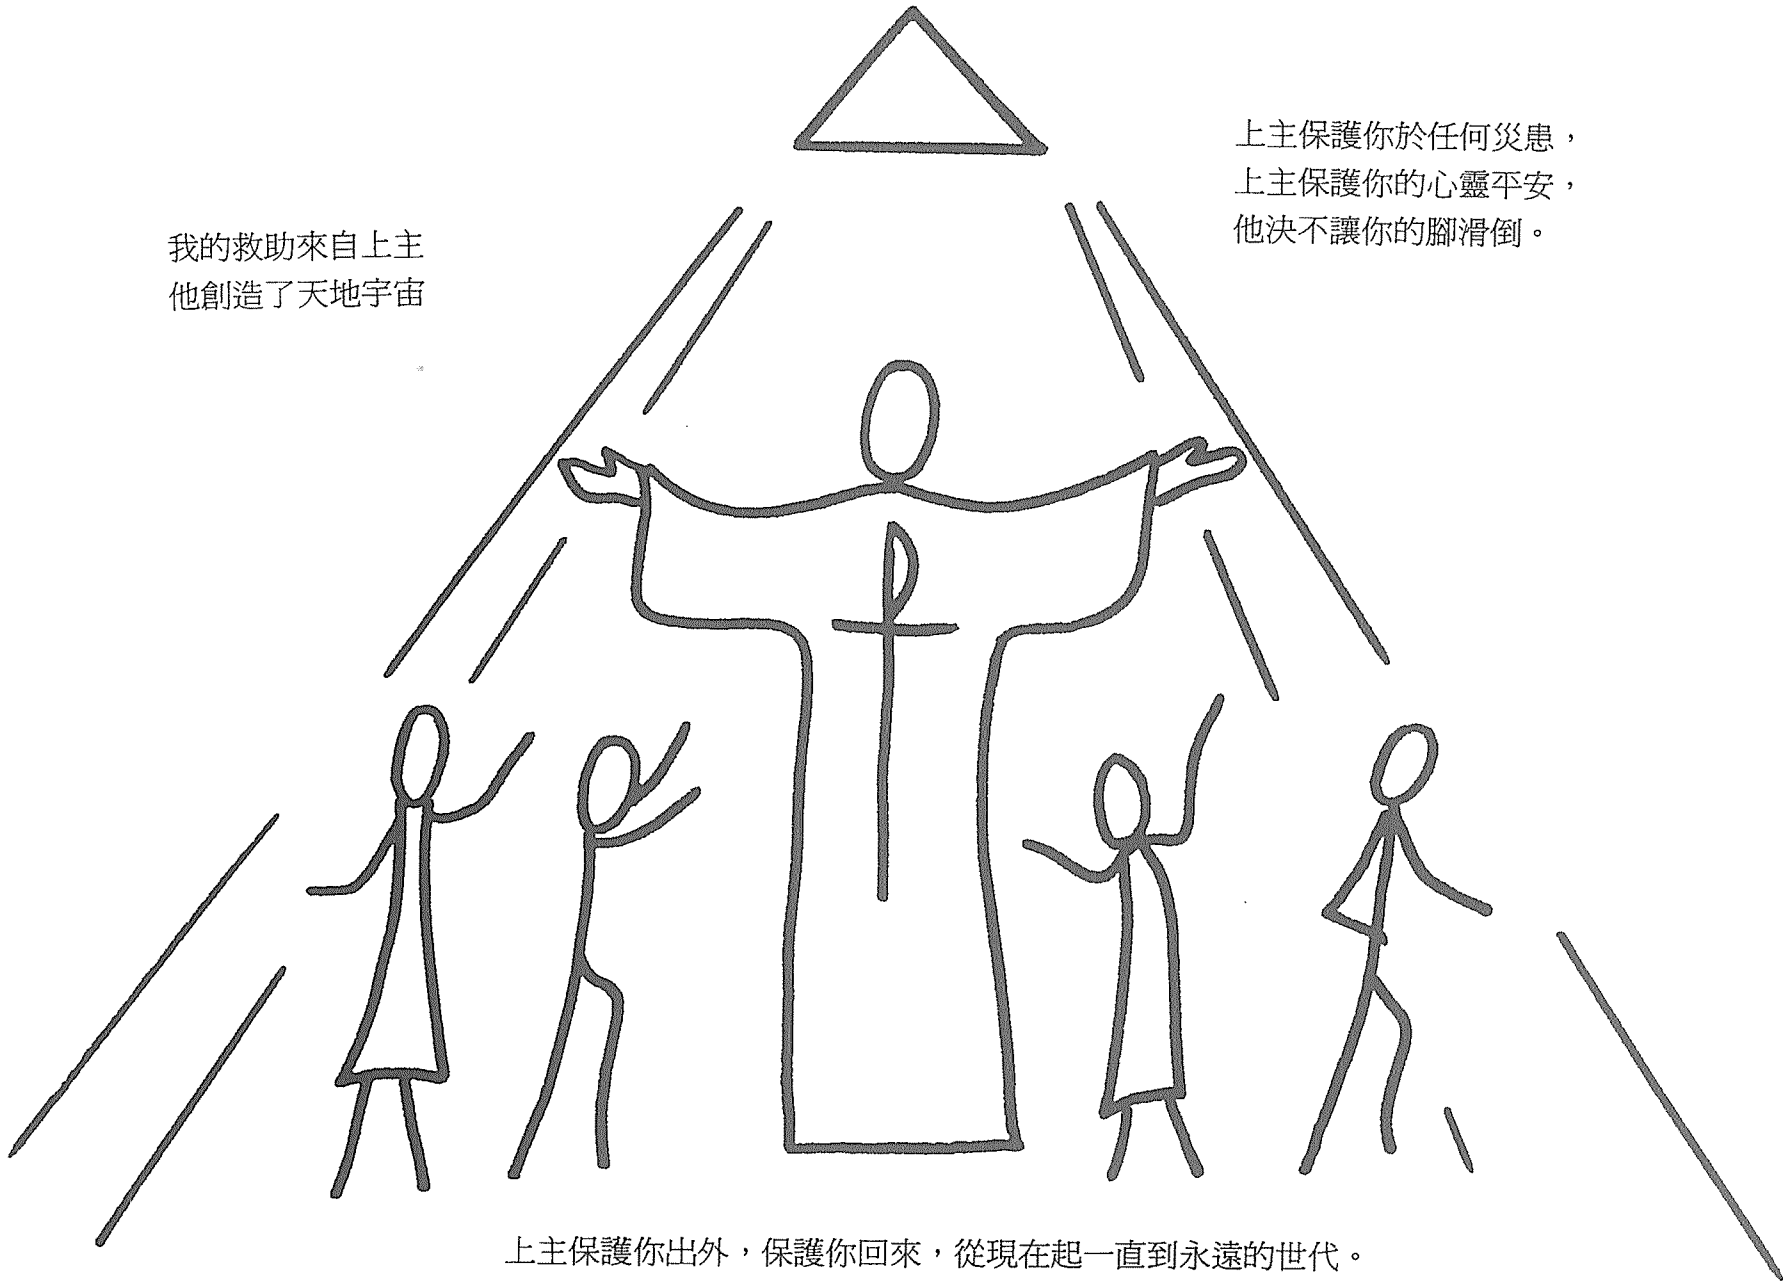 我的救助來自上主
他創造了天地宇宙
上主保護你於任何災患，
上主保護你的心靈平安，
他決不讓你的腳滑倒。
上主保護你出外，保護你回來，從現在起一直到永遠的世代。